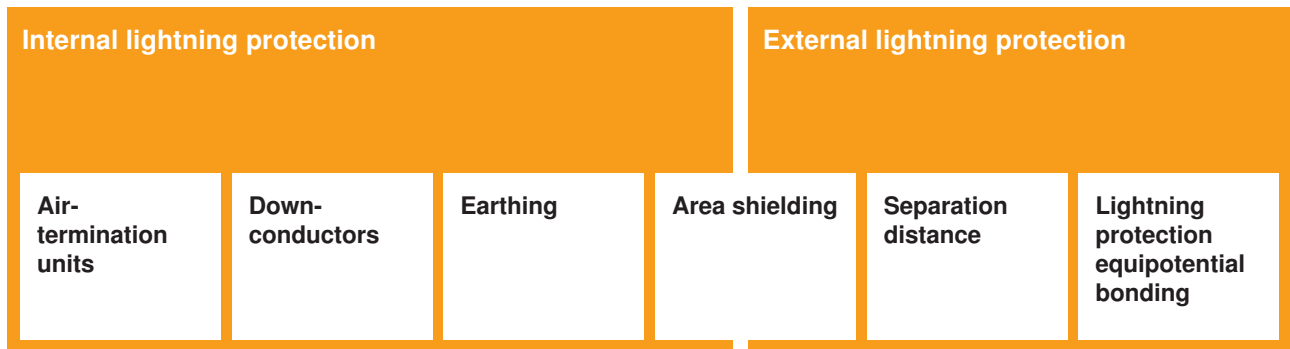 Internal lightning protection
External lightning protection
Air-
termination
units
Down-
conductors
Earthing
Area shielding
Separation
distance
Lightning
protection
equipotential
bonding